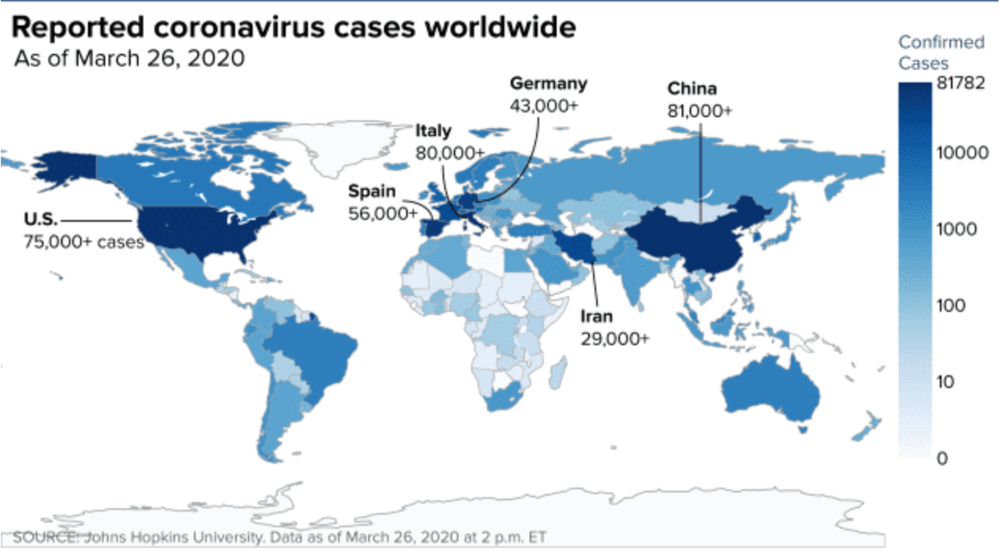 Reported coronavirus cases worldwide
As of March 26, 2020
Confirmed
Cases
81782
10000
1000
100
10
0
Germany
43,000+
China
81,000+
Italy
80,000+
Spain
56,000+
U.S.
75,000+ cases
Iran
29,000+
SOURCE: Johns Hopkins University. Data as of March 26, 2020 at 2 p.m. ET